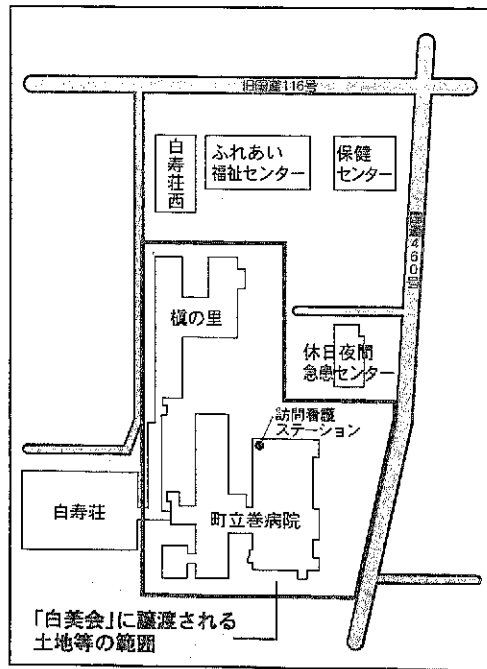 旧国道116号
白寿荘西
ふれあい
福祉センター
保健
センター
国道460号
槇の里
休日夜間
急患センター
訪問看護
ステーション
白寿荘
町立巻病院
「白美会」に譲渡される
土地等の範囲